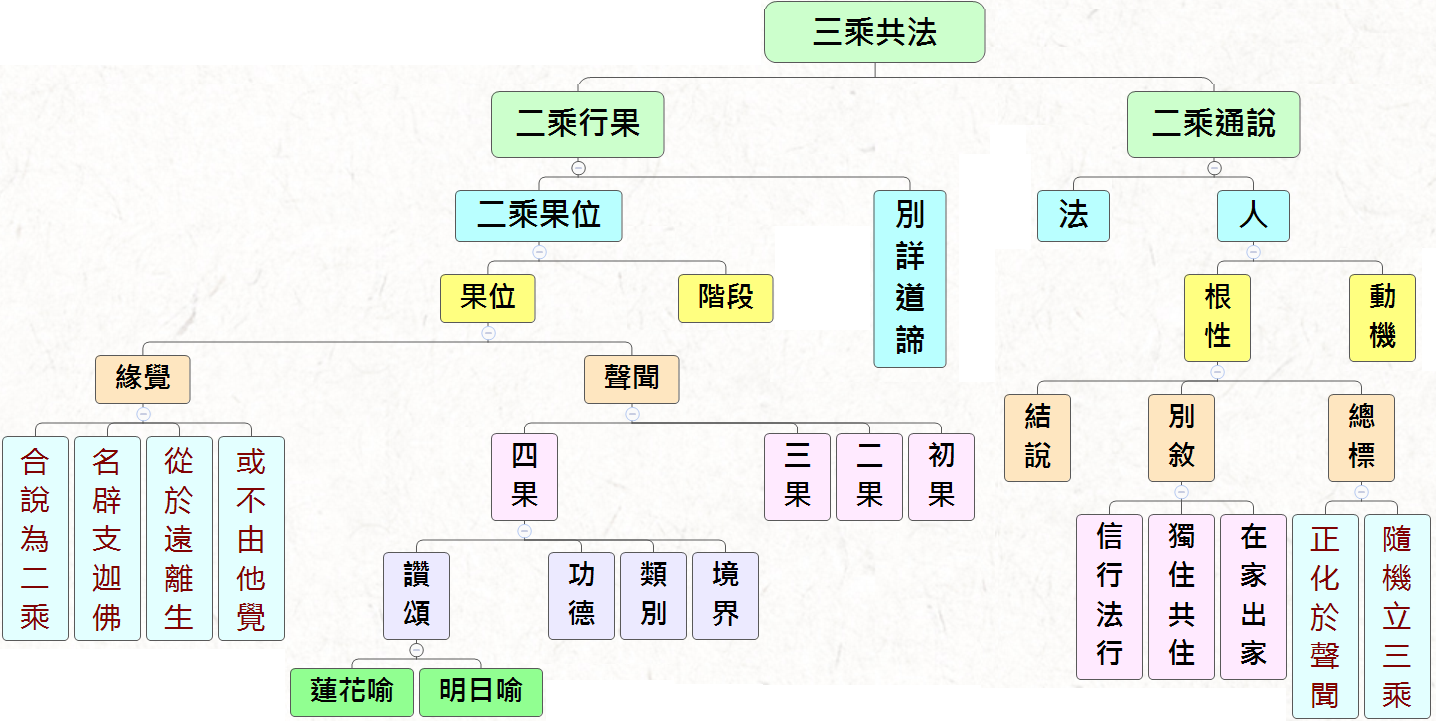 三乘共法
二乘行果
二乘通說
二乘果位
別詳道諦
法
人
果位
階段
根性
動機
緣覺
聲聞
結說
別敘
總標
合說為二乘
名辟支迦佛
從於遠離生
或不由他覺
四果
三果
二果
初果
信行法行
獨住共住
在家出家
正化於聲聞
隨機立三乘
讚頌
功德
類別
境界
蓮花喻
明日喻